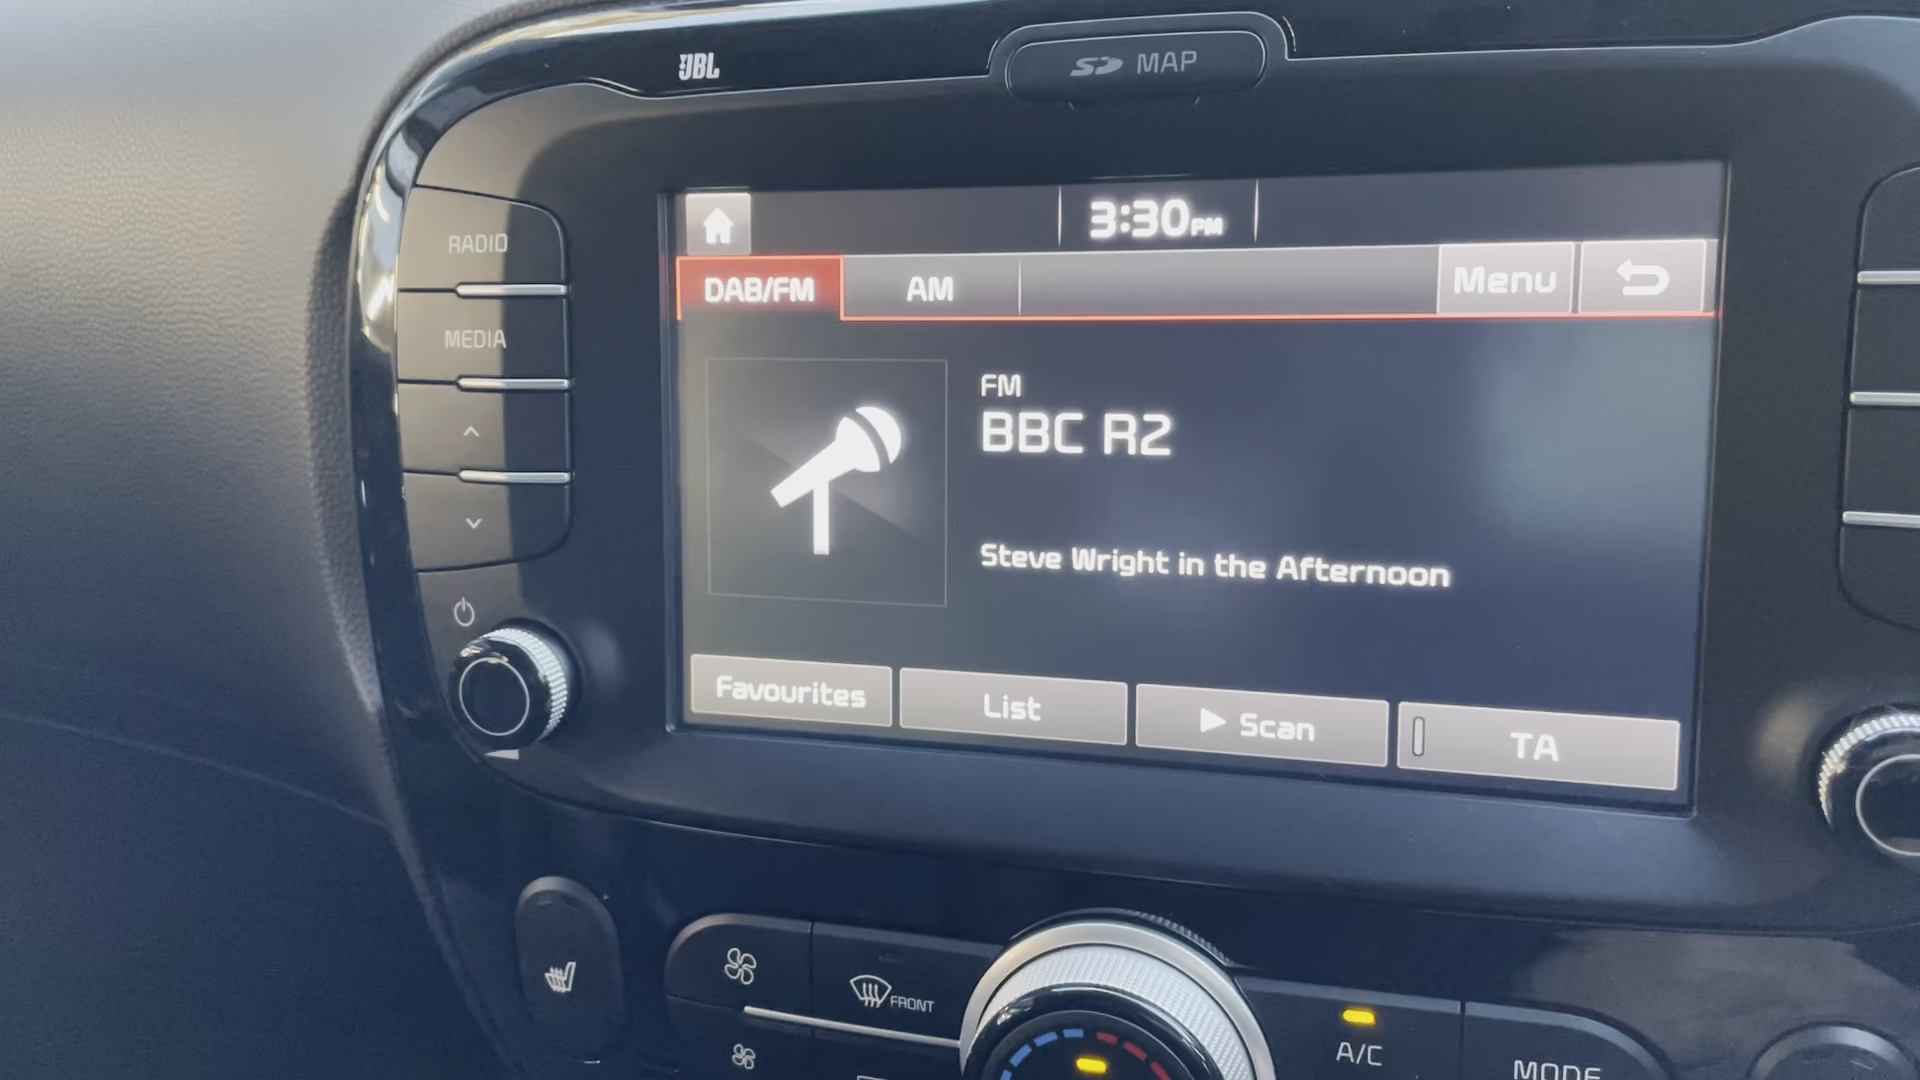 JBL
SD MAP
RADIO
MEDIA
3:30PM
DAB/FM
AM
Menu
FM
BBC R2
Steve Wright in the Afternoon
Favourites
List
Scan
TA
FRONT
A/C
MODE